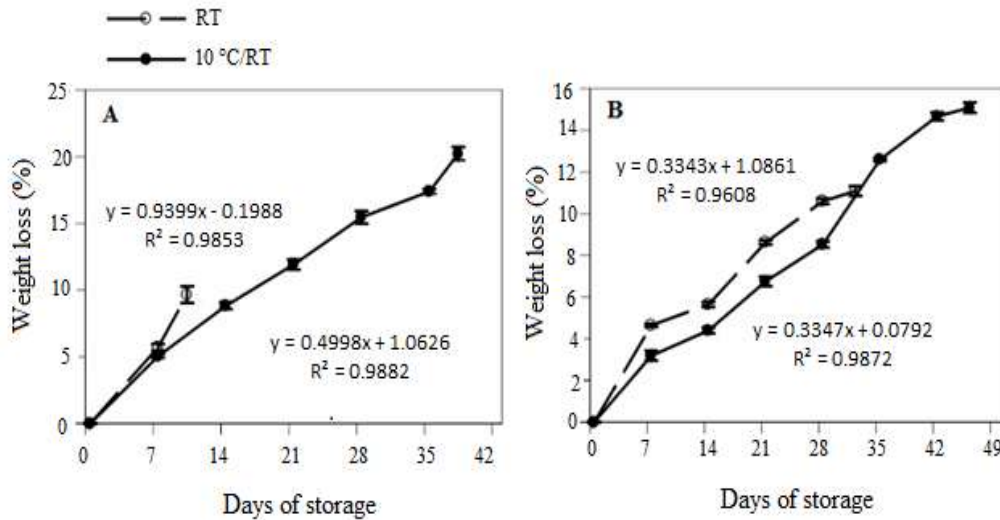 RT
10 °C/RT
A
Weight loss (%)
25
20
15
10
5
0
y = 0.9399x - 0.1988
R² = 0.9853
y = 0.4998x + 1.0626
R² = 0.9882
0 7 14 21 28 35 42
Days of storage
B
Weight loss (%)
16
14
12
10
8
6
4
2
0
y = 0.3343x + 1.0861
R² = 0.9608
y = 0.3347x + 0.0792
R² = 0.9872
0 7 14 21 28 35 42 49
Days of storage